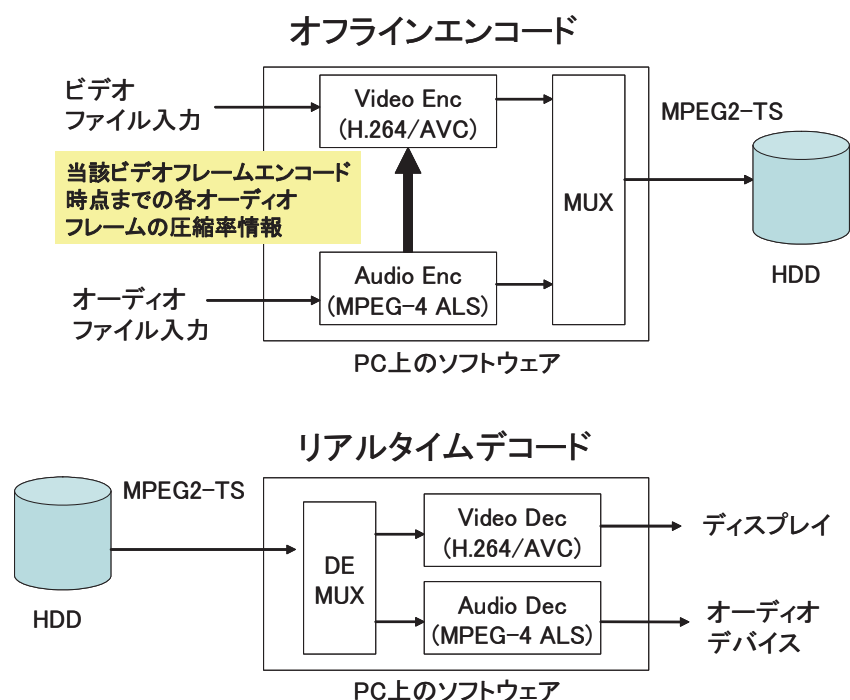 オフラインエンコード
ビデオ
ファイル入力
Video Enc
(H.264/AVC)
MPEG2-TS
当該ビデオフレームエンコード
時点までの各オーディオ
フレームの圧縮率情報
MUX
HDD
Audio Enc
(MPEG-4 ALS)
オーディオ
ファイル入力
PC上のソフトウェア
リアルタイムデコード
MPEG2-TS
HDD
DE
MUX
Video Dec
(H.264/AVC)
ディスプレイ
Audio Dec
(MPEG-4 ALS)
オーディオ
デバイス
PC上のソフトウェア